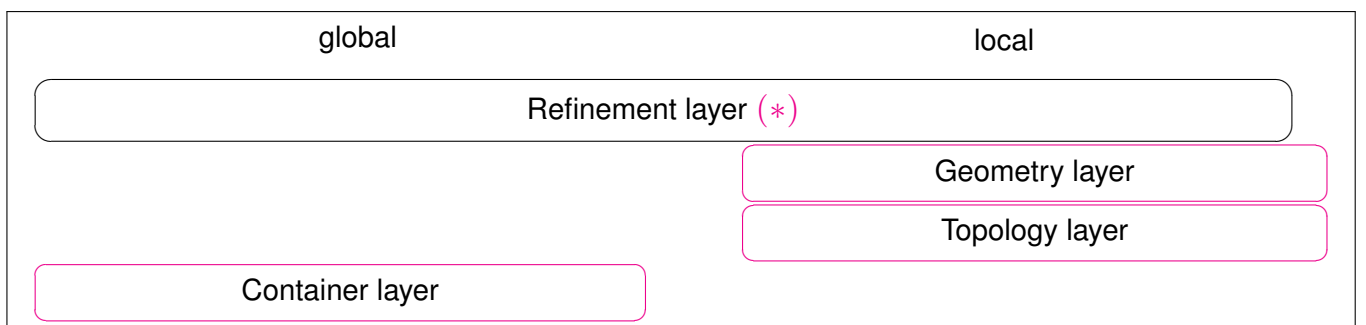 global
local
Refinement layer (∗)
Geometry layer
Topology layer
Container layer